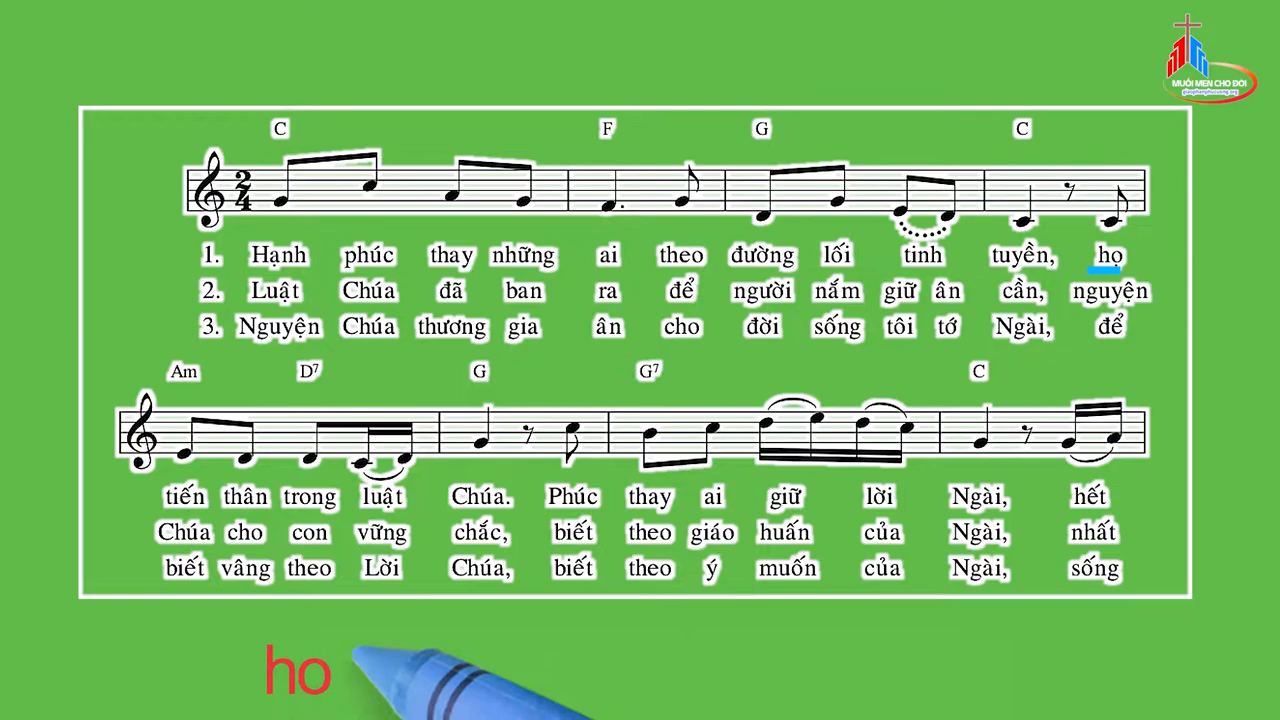 MUỐI MEN CHO ĐỜI
giaophanphucuong.org
C F G C
2
4
1. Hạnh phúc thay những ai theo đường lối tinh tuyền, họ
2. Luật Chúa đã ban ra để người nắm giữ ân cần, nguyện
3. Nguyện Chúa thương gia ân cho đời sống tôi tớ Ngài, để
Am D7 G G7 C
tiến thân trong luật Chúa. Phúc thay ai giữ lời Ngài, hết
Chúa cho con vững chắc, biết theo giáo huấn của Ngài, nhất
biết vâng theo Lời Chúa, biết theo ý muốn của Ngài, sống
ho